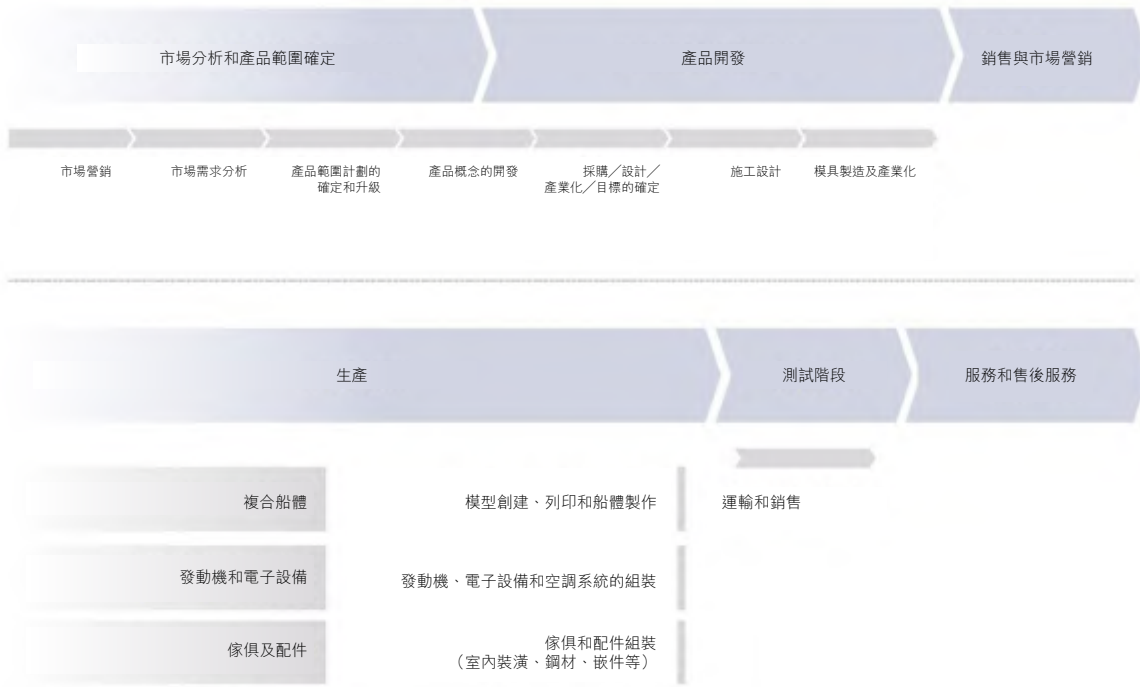 市場分析和產品範圍確定
產品開發
銷售與市場營銷
市場營銷
市場需求分析
產品範圍計劃的
確定和升級
產品概念的開發
採購／設計／
產業化／目標的確定
施工設計
模具製造及產業化
生產
測試階段
服務和售後服務
複合船體
模型創建、列印和船體製作
運輸和銷售
發動機和電子設備
發動機、電子設備和空調系統的組裝
傢俱及配件
傢俱和配件組裝
（室內裝潢、鋼材、嵌件等）